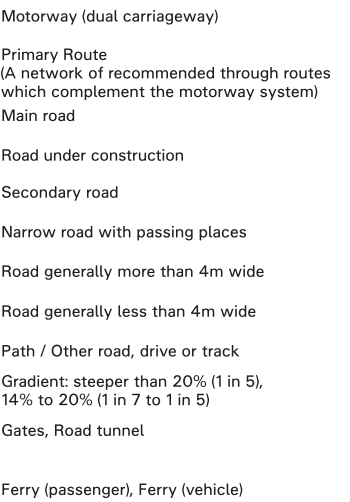 Motorway (dual carriageway)
Primary Route
(A network of recommended through routes
which complement the motorway system)
Main road
Road under construction
Secondary road
Narrow road with passing places
Road generally more than 4m wide
Road generally less than 4m wide
Path / Other road, drive or track
Gradient: steeper than 20% (1 in 5),
14% to 20% (1 in 7 to 1 in 5)
Gates, Road tunnel
Ferry (passenger), Ferry (vehicle)